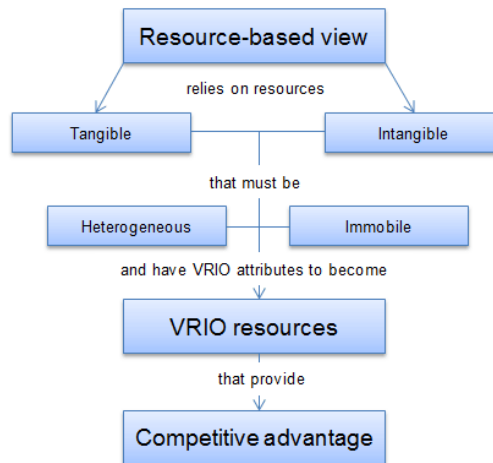 Resource-based view
relies on resources
Tangible
Intangible
that must be
Heterogeneous
Immobile
and have VRIO attributes to become
VRIO resources
that provide
Competitive advantage